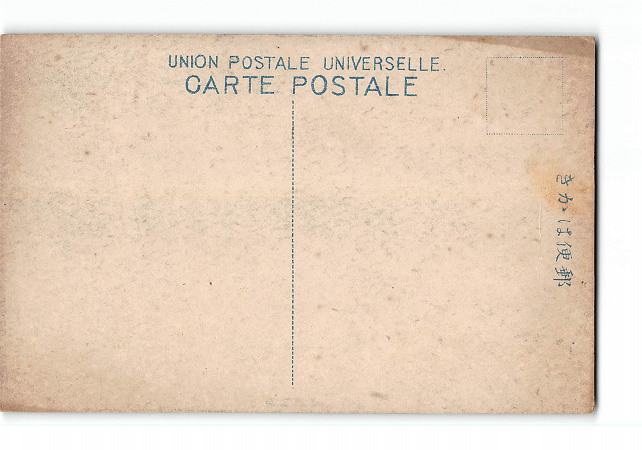 UNION POSTALE UNIVERSELLE.
CARTE POSTALE
きかは便郵